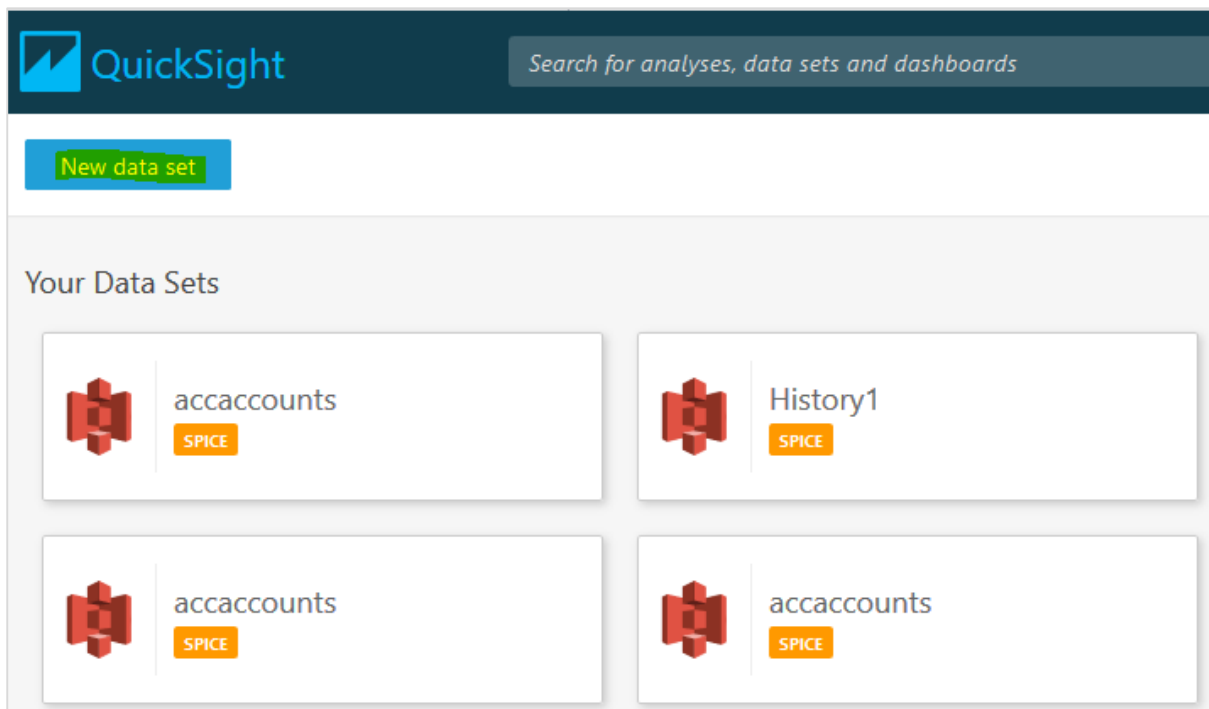 QuickSight
Search for analyses, data sets and dashboards
New data set
Your Data Sets
accaccounts
SPICE
History1
SPICE
accaccounts
SPICE
accaccounts
SPICE